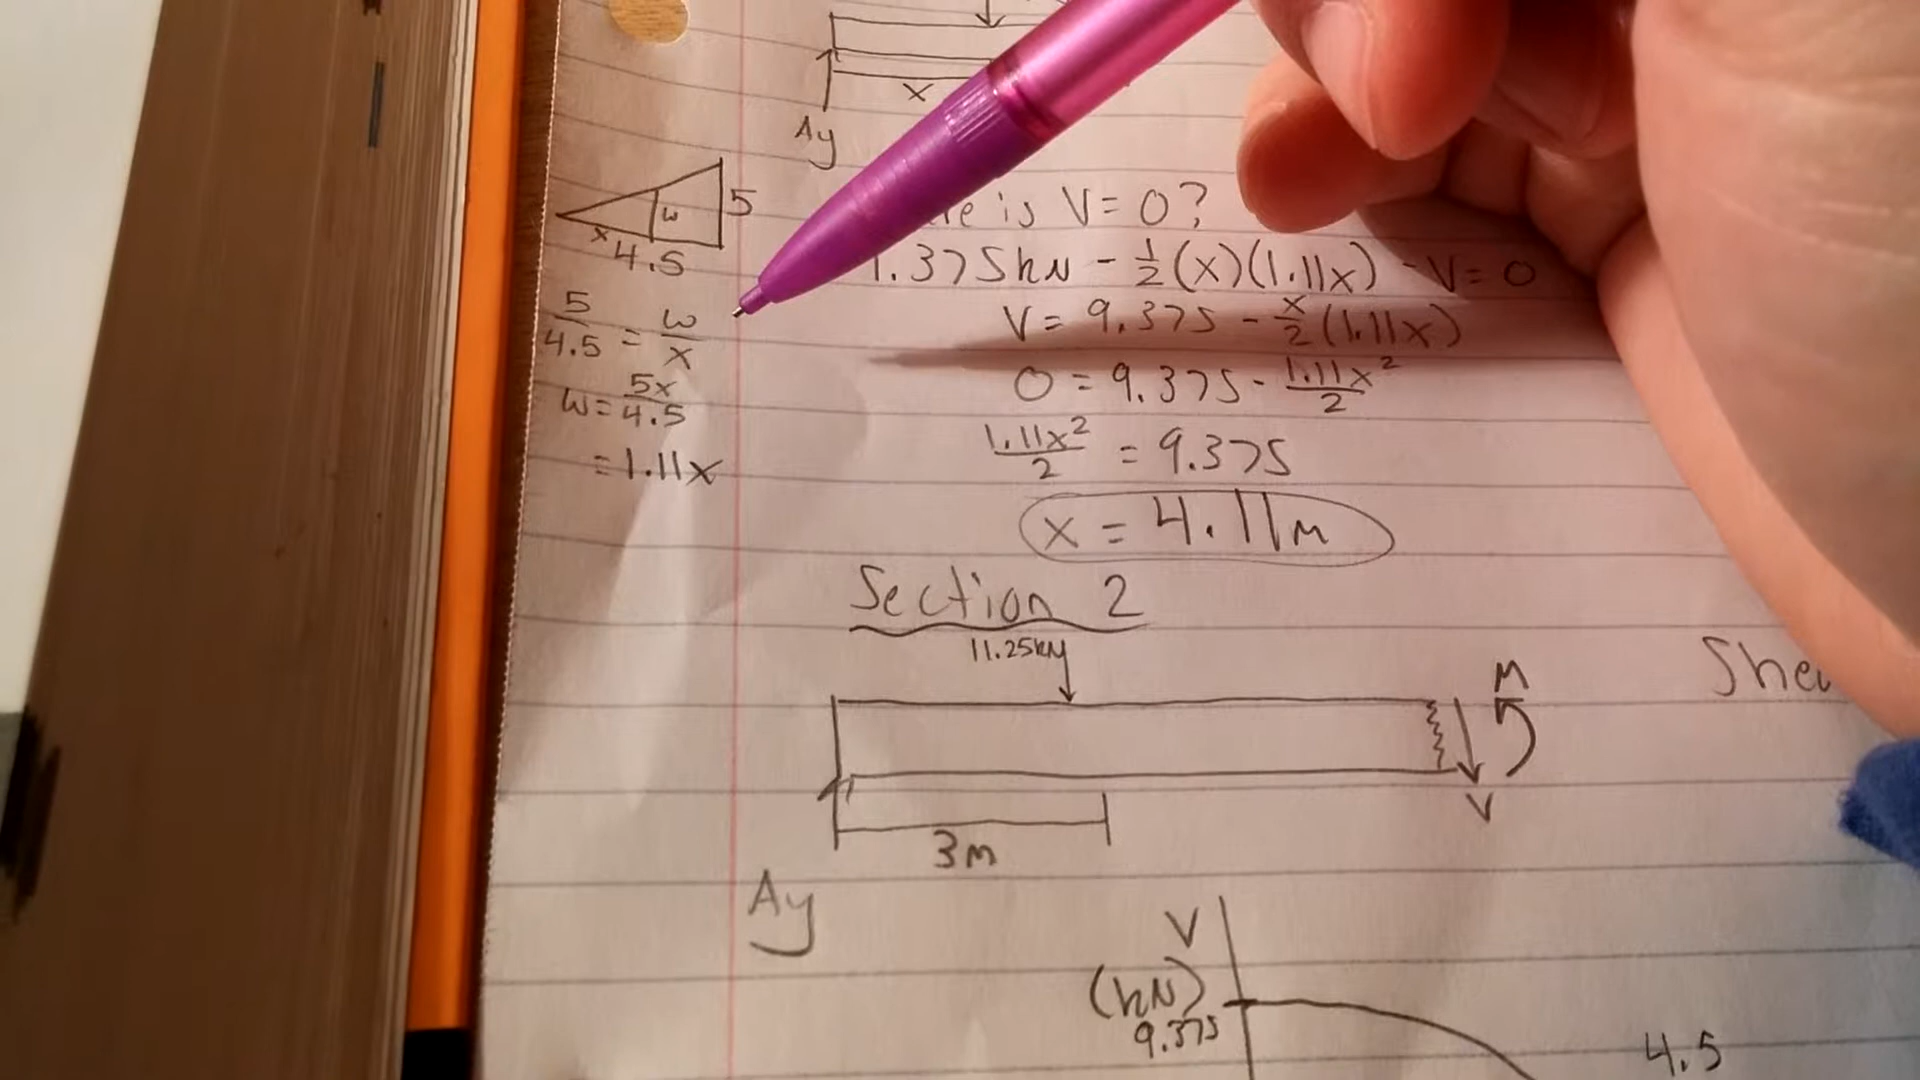 x
Ay
5
w
x
4.5
5/4.5 = w/x
w = 5x/4.5
= 1.11x
is V = 0?
.375kN - 1/2(x)(1.11x) - V = 0
V = 9.375 - x/2(1.11x)
0 = 9.375 - 1.11x²/2
1.11x²/2 = 9.375
x = 4.11m
Section 2
11.25kN
M
V
3m
Ay
V
(kN)
9.375
4.5